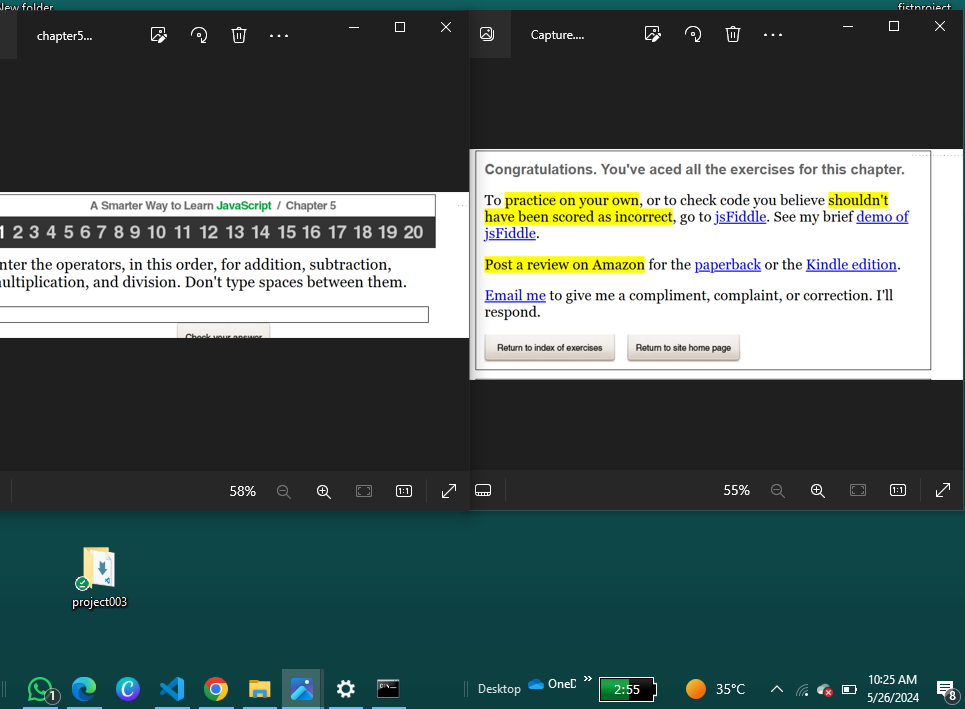 New folder
fistproject
chapter5...
Capture....
A Smarter Way to Learn JavaScript / Chapter 5
1 2 3 4 5 6 7 8 9 10 11 12 13 14 15 16 17 18 19 20
nter the operators, in this order, for addition, subtraction,
ultiplication, and division. Don't type spaces between them.
Check your answer
58%
1:1
Congratulations. You've aced all the exercises for this chapter.
To practice on your own, or to check code you believe shouldn't
have been scored as incorrect, go to jsFiddle. See my brief demo of
jsFiddle.
Post a review on Amazon for the paperback or the Kindle edition.
Email me to give me a compliment, complaint, or correction. I'll
respond.
Return to index of exercises
Return to site home page
55%
1:1
project003
1
Desktop
OneD
2:55
35°C
10:25 AM
5/26/2024
8